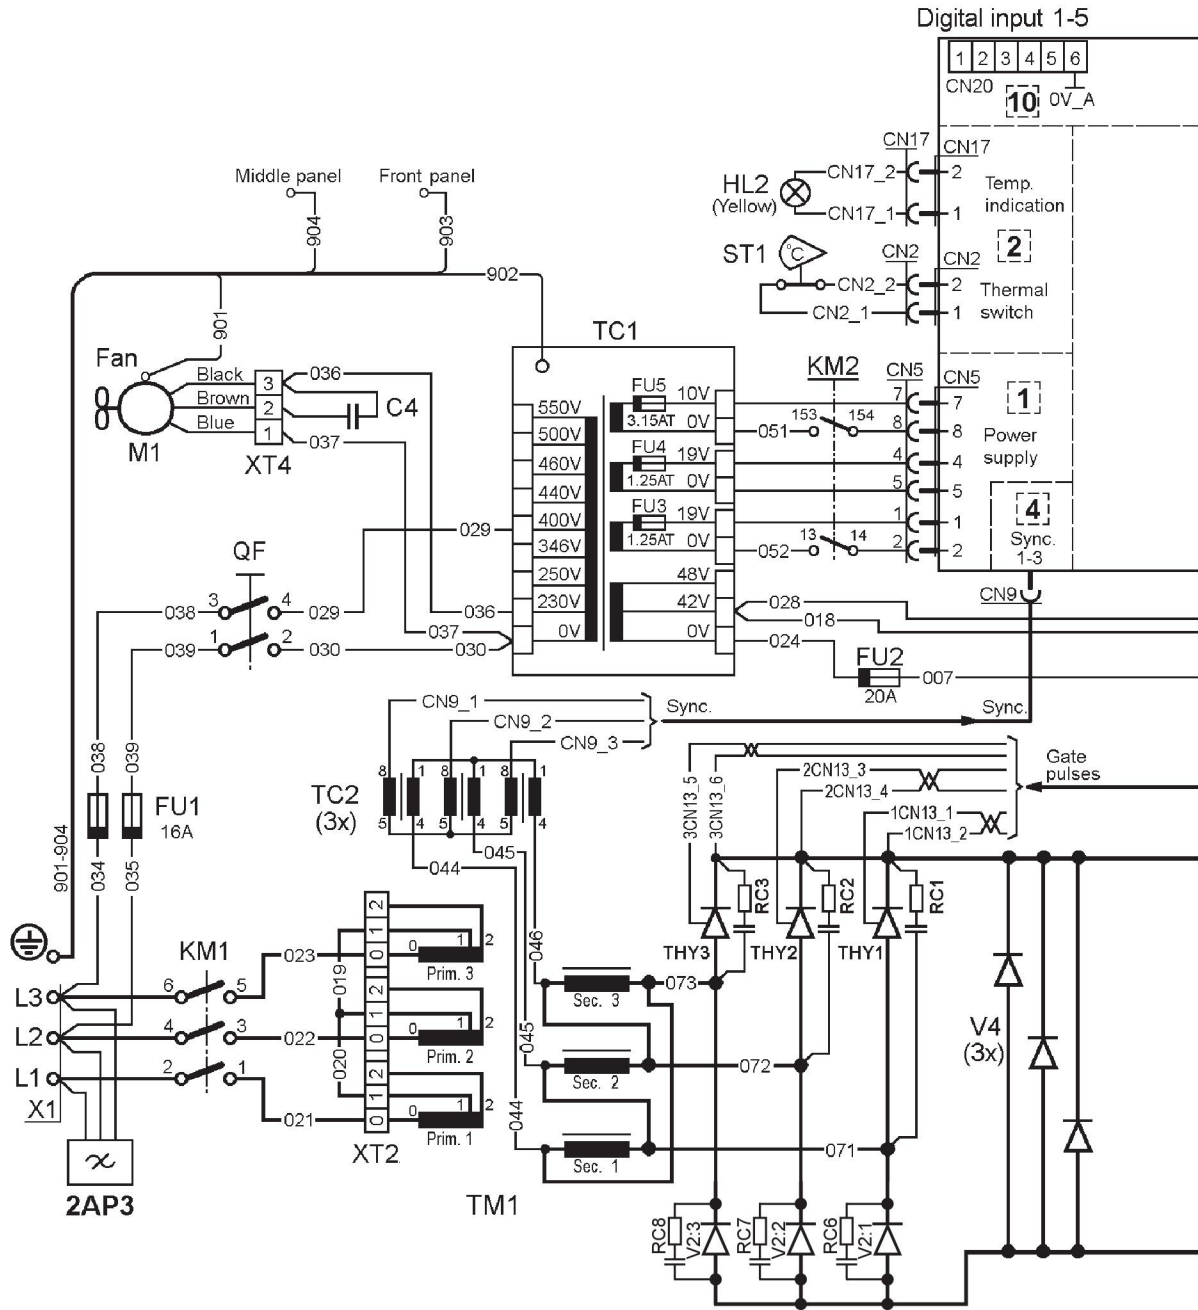 Digital input 1-5
1 2 3 4 5 6
CN20
10
0V_A
Middle panel
Front panel
904
903
902
901
HL2
(Yellow)
CN17_2
CN17_1
CN17
CN17
2
1
Temp.
indication
2
ST1
°C
CN2_2
CN2_1
CN2
CN2
2
1
Thermal
switch
Fan
M1
Black
Brown
Blue
3
2
1
XT4
036
037
C4
TC1
550V
500V
460V
440V
400V
346V
250V
230V
0V
FU5
3.15AT
10V
0V
FU4
1.25AT
19V
0V
FU3
1.25AT
19V
0V
48V
42V
0V
KM2
051
153
154
052
13
14
CN5
CN5
7
8
4
5
1
2
7
8
4
5
1
2
1
Power
supply
4
Sync.
1-3
CN9
029
036
037
030
QF
038
3
4
029
039
1
2
030
028
018
024
FU2
20A
007
CN9_1
CN9_2
CN9_3
Sync.
Sync.
038
039
FU1
16A
034
035
901-904
TC2
(3x)
8 1 8 1 8 1
5 4 5 4 5 4
044
045
046
3CN13_5
3CN13_6
2CN13_3
2CN13_4
1CN13_1
1CN13_2
Gate
pulses
RC3
RC2
RC1
THY3
THY2
THY1
KM1
L3
L2
L1
X1
6
5
4
3
2
1
023
022
021
019
020
2
1
0
2
1
0
2
1
0
XT2
0
1
2
Prim. 3
0
1
2
Prim. 2
0
1
2
Prim. 1
045
044
Sec. 3
Sec. 2
Sec. 1
073
072
071
V4
(3x)
2AP3
TM1
RC8
V2:3
RC7
V2:2
RC6
V2:1